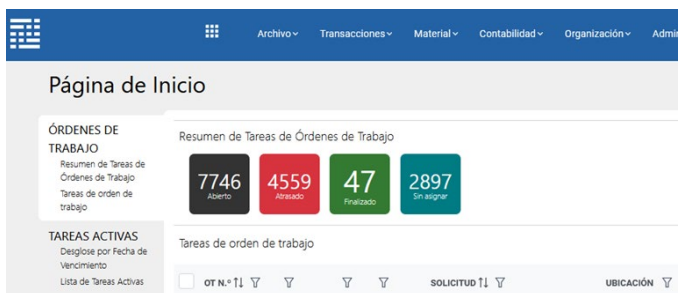 Archivo Transacciones Material Contabilidad Organización
Página de Inicio
ÓRDENES DE
TRABAJO
Resumen de Tareas de
Órdenes de Trabajo
Tareas de orden de
trabajo
TAREAS ACTIVAS
Desglose por Fecha de
Vencimiento
Lista de Tareas Activas
Resumen de Tareas de Órdenes de Trabajo
7746 4559 47 2897
Abierto Atrasado Finalizado Sin asignar
Tareas de orden de trabajo
OT N.º SOLICITUD UBICACIÓN